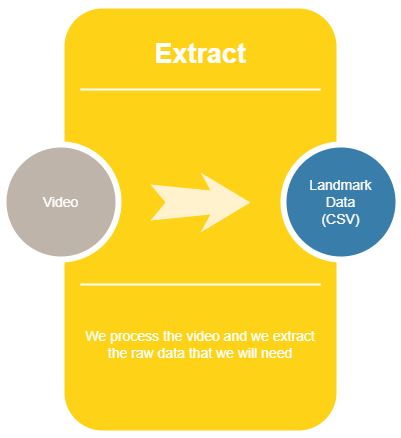 Extract
Video
Landmark
Data
(CSV)
We process the video and we extract
the raw data that we will need